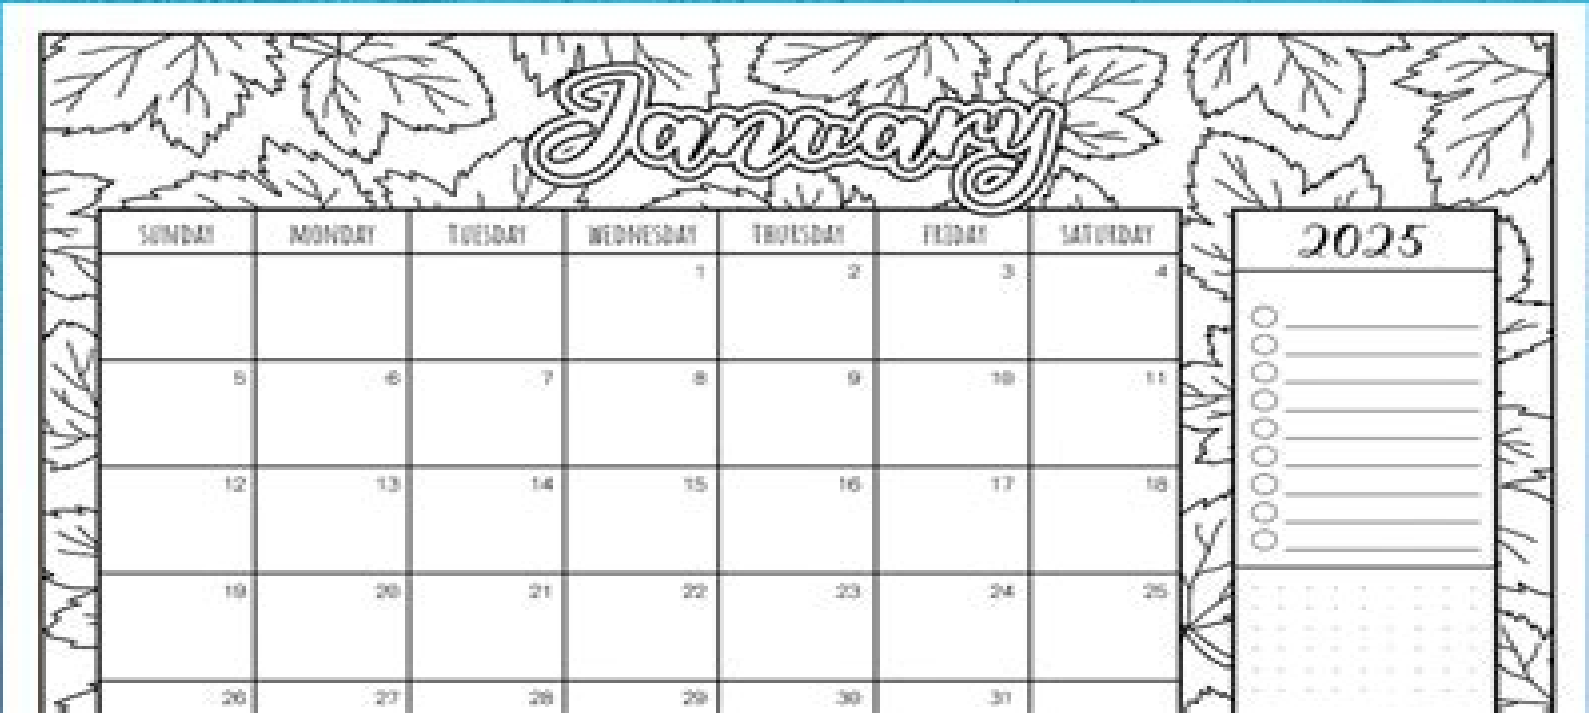 January
SUNDAY MONDAY TUESDAY WEDNESDAY THURSDAY FRIDAY SATURDAY
2025
1 2 3 4
5 6 7 8 9 10 11
12 13 14 15 16 17 18
19 20 21 22 23 24 25
26 27 28 29 30 31